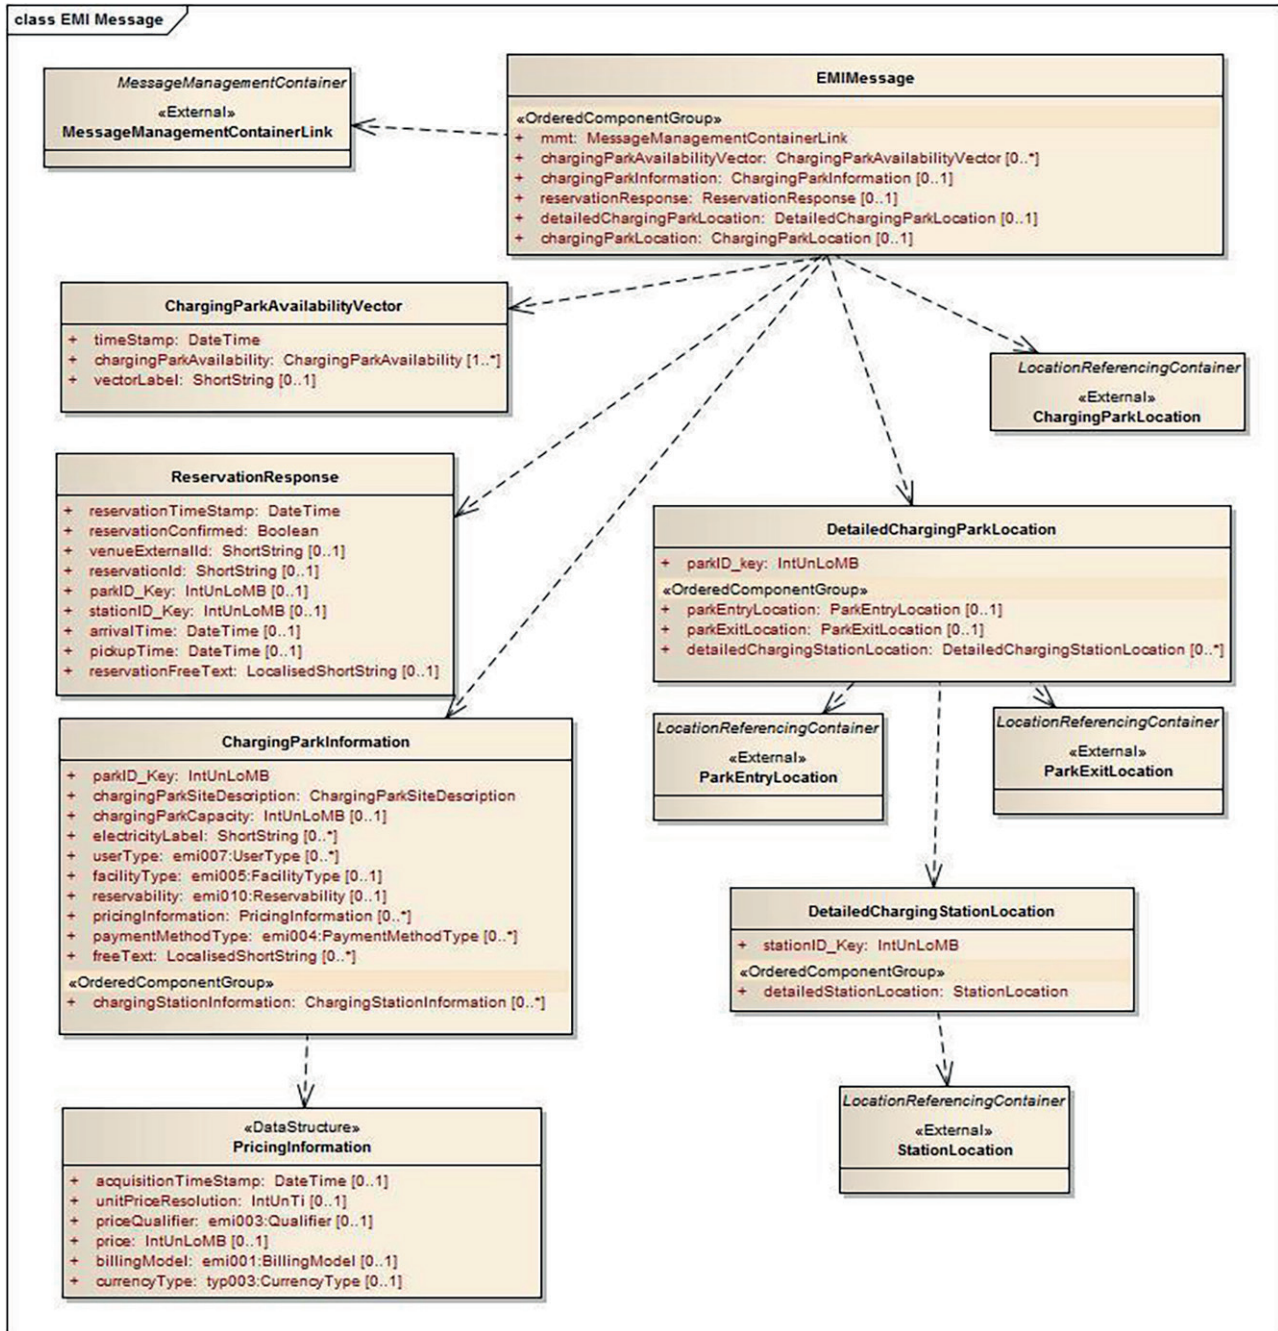 class EMI Message
MessageManagementContainer
«External»
MessageManagementContainerLink
EMIMessage
«OrderedComponentGroup»
+ mmt: MessageManagementContainerLink
+ chargingParkAvailabilityVector: ChargingParkAvailabilityVector [0..*]
+ chargingParkInformation: ChargingParkInformation [0..1]
+ reservationResponse: ReservationResponse [0..1]
+ detailedChargingParkLocation: DetailedChargingParkLocation [0..1]
+ chargingParkLocation: ChargingParkLocation [0..1]
ChargingParkAvailabilityVector
+ timeStamp: DateTime
+ chargingParkAvailability: ChargingParkAvailability [1..*]
+ vectorLabel: ShortString [0..1]
LocationReferencingContainer
«External»
ChargingParkLocation
ReservationResponse
+ reservationTimeStamp: DateTime
+ reservationConfirmed: Boolean
+ venueExternalId: ShortString [0..1]
+ reservationId: ShortString [0..1]
+ parkID_Key: IntUnLoMB [0..1]
+ stationID_Key: IntUnLoMB [0..1]
+ arrivalTime: DateTime [0..1]
+ pickupTime: DateTime [0..1]
+ reservationFreeText: LocalisedShortString [0..1]
DetailedChargingParkLocation
+ parkID_key: IntUnLoMB
«OrderedComponentGroup»
+ parkEntryLocation: ParkEntryLocation [0..1]
+ parkExitLocation: ParkExitLocation [0..1]
+ detailedChargingStationLocation: DetailedChargingStationLocation [0..*]
LocationReferencingContainer
«External»
ParkEntryLocation
LocationReferencingContainer
«External»
ParkExitLocation
ChargingParkInformation
+ parkID_Key: IntUnLoMB
+ chargingParkSiteDescription: ChargingParkSiteDescription
+ chargingParkCapacity: IntUnLoMB [0..1]
+ electricityLabel: ShortString [0..*]
+ userType: emi007:UserType [0..*]
+ facilityType: emi005:FacilityType [0..1]
+ reservability: emi010:Reservability [0..1]
+ pricingInformation: PricingInformation [0..*]
+ paymentMethodType: emi004:PaymentMethodType [0..*]
+ freeText: LocalisedShortString [0..*]
«OrderedComponentGroup»
+ chargingStationInformation: ChargingStationInformation [0..*]
DetailedChargingStationLocation
+ stationID_Key: IntUnLoMB
«OrderedComponentGroup»
+ detailedStationLocation: StationLocation
LocationReferencingContainer
«External»
StationLocation
«DataStructure»
PricingInformation
+ acquisitionTimeStamp: DateTime [0..1]
+ unitPriceResolution: IntUnTi [0..1]
+ priceQualifier: emi003:Qualifier [0..1]
+ price: IntUnLoMB [0..1]
+ billingModel: emi001:BillingModel [0..1]
+ currencyType: typ003:CurrencyType [0..1]